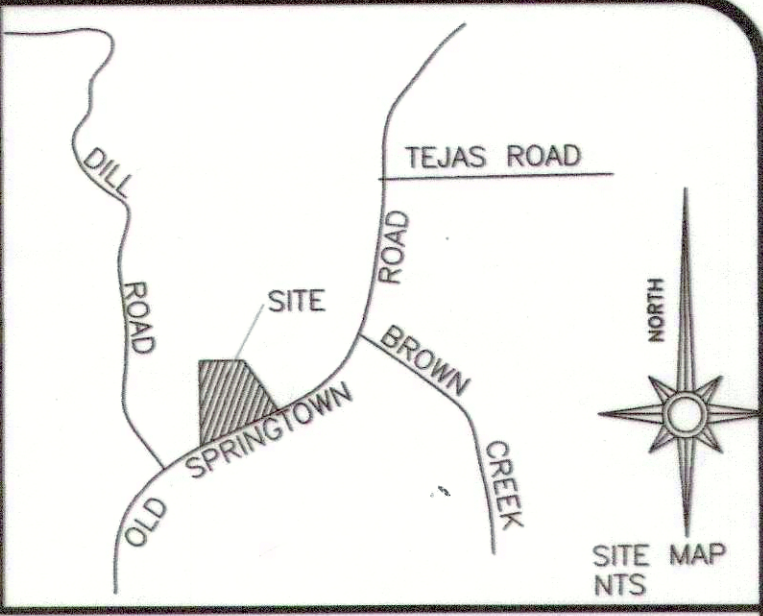 TEJAS ROAD
DILL
ROAD
ROAD
SITE
NORTH
BROWN
CREEK
OLD
SPRINGTOWN
SITE MAP
NTS